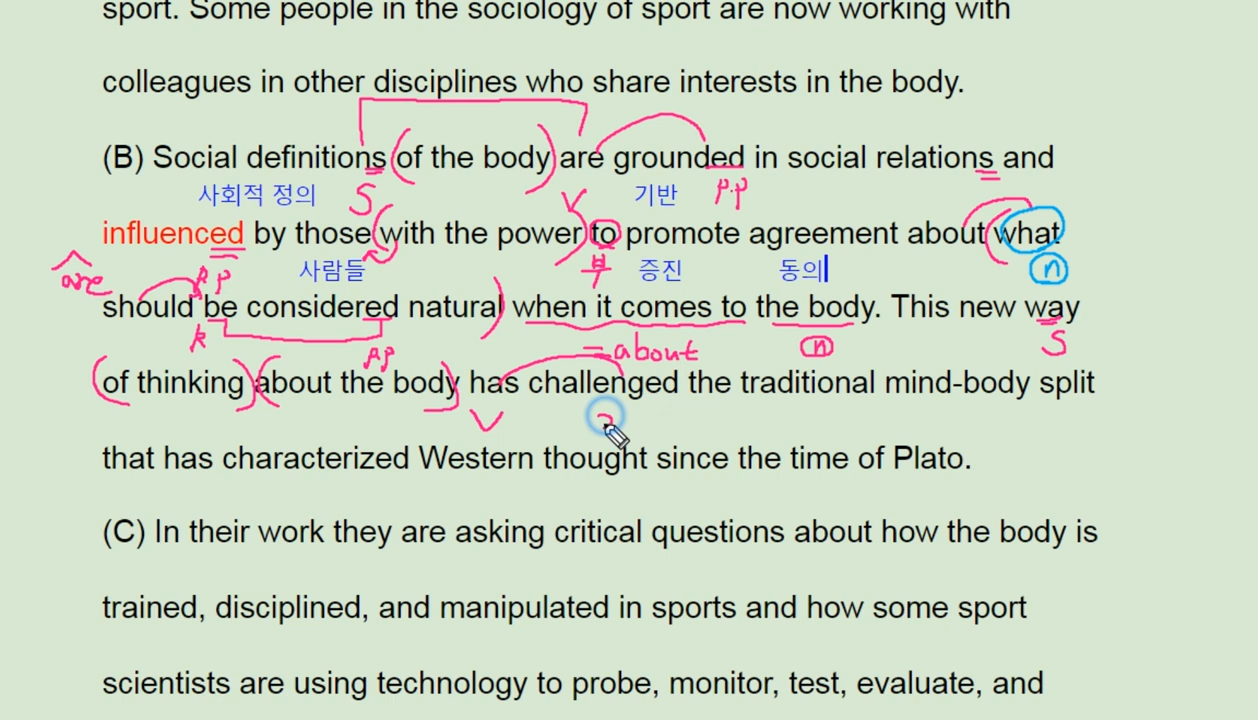 sport. Some people in the sociology of sport are now working with
colleagues in other disciplines who share interests in the body.
(B) Social definitions of the body are grounded in social relations and
사회적 정의 S V 기반 P.P
influenced by those with the power to promote agreement about what
are P.P 사람들 부 증진 동의 n
should be considered natural when it comes to the body. This new way
R P.P = about n S
of thinking about the body has challenged the traditional mind-body split
V
that has characterized Western thought since the time of Plato.
(C) In their work they are asking critical questions about how the body is
trained, disciplined, and manipulated in sports and how some sport
scientists are using technology to probe, monitor, test, evaluate, and